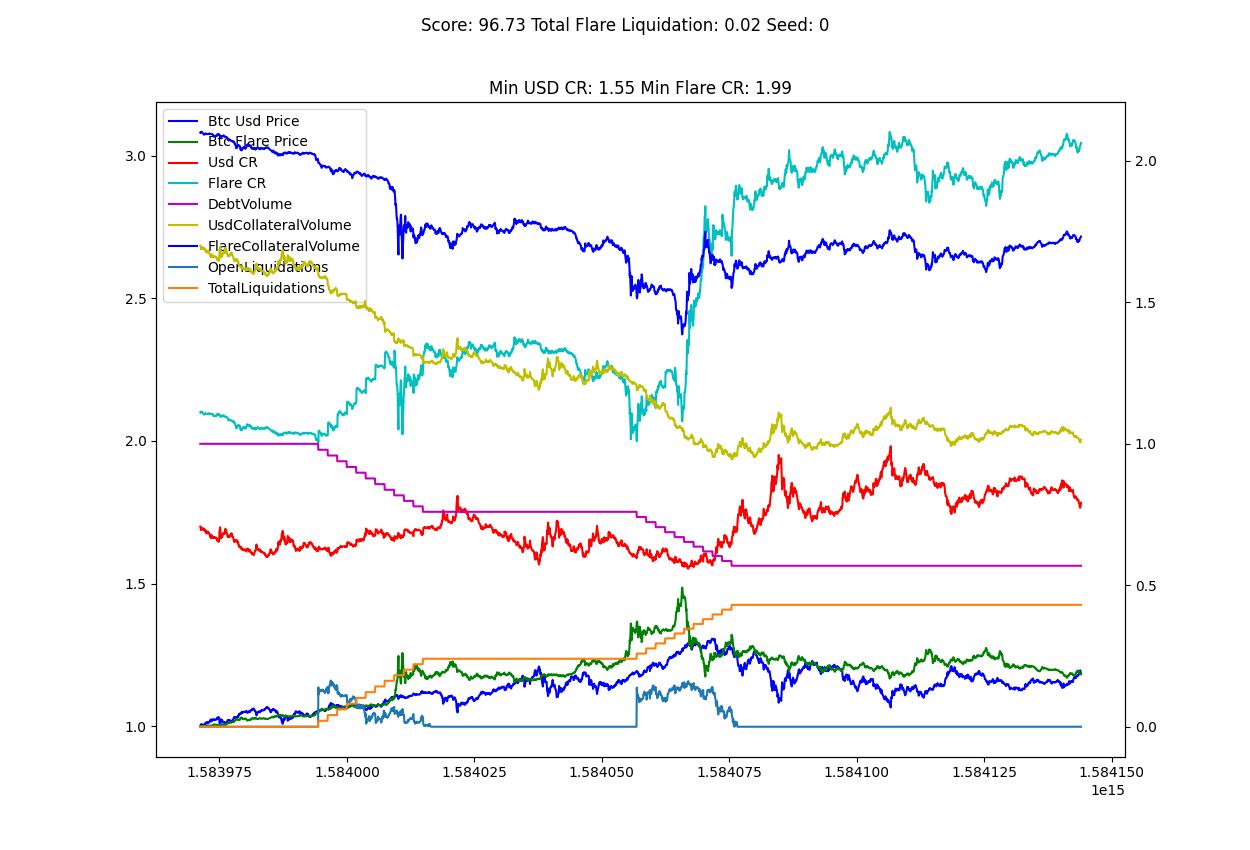 Score: 96.73 Total Flare Liquidation: 0.02 Seed: 0
Min USD CR: 1.55 Min Flare CR: 1.99
Btc Usd Price
Btc Flare Price
Usd CR
Flare CR
DebtVolume
UsdCollateralVolume
FlareCollateralVolume
OpenLiquidations
TotalLiquidations
3.0
2.5
2.0
1.5
1.0
2.0
1.5
1.0
0.5
0.0
1.583975 1.584000 1.584025 1.584050 1.584075 1.584100 1.584125 1.584150
1e15